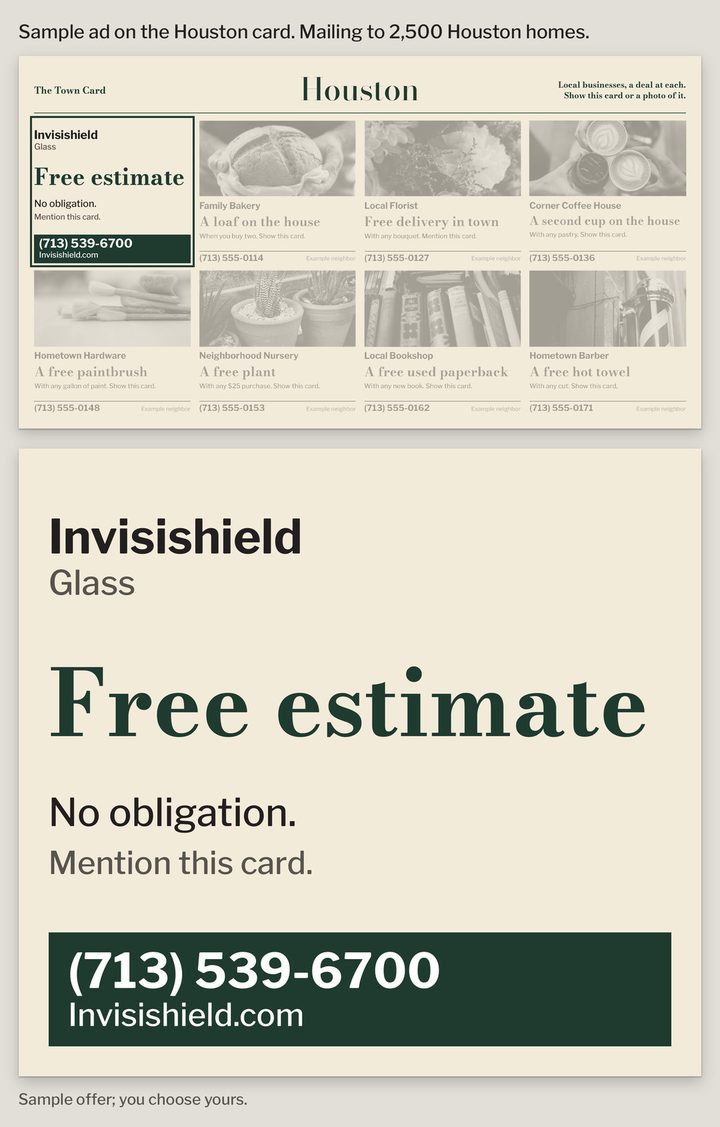 Sample ad on the Houston card. Mailing to 2,500 Houston homes.
The Town Card
Houston
Local businesses, a deal at each.
Show this card or a photo of it.
Invisishield
Glass
Free estimate
No obligation.
Mention this card.
(713) 539-6700
Invisishield.com
Family Bakery
A loaf on the house
When you buy two. Show this card.
(713) 555-0114
Example neighbor
Local Florist
Free delivery in town
With any bouquet. Mention this card.
(713) 555-0127
Example neighbor
Corner Coffee House
A second cup on the house
With any pastry. Show this card.
(713) 555-0136
Example neighbor
Hometown Hardware
A free paintbrush
With any gallon of paint. Show this card.
(713) 555-0148
Example neighbor
Neighborhood Nursery
A free plant
With any $25 purchase. Show this card.
(713) 555-0153
Example neighbor
Local Bookshop
A free used paperback
With any new book. Show this card.
(713) 555-0162
Example neighbor
Hometown Barber
A free hot towel
With any cut. Show this card.
(713) 555-0171
Example neighbor
Invisishield
Glass
Free estimate
No obligation.
Mention this card.
(713) 539-6700
Invisishield.com
Sample offer; you choose yours.